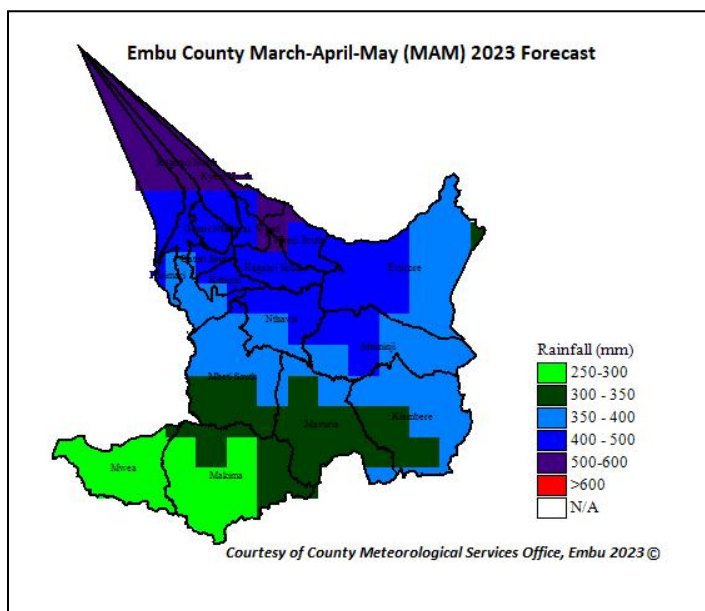 Embu County March-April-May (MAM) 2023 Forecast
Evurore
Nthawa
Muminji
Mbeti South
Mavuria
Kiambere
Mwea
Makima
Rainfall (mm)
250-300
300 - 350
350 - 400
400 - 500
500-600
>600
N/A
Courtesy of County Meteorological Services Office, Embu 2023 ©